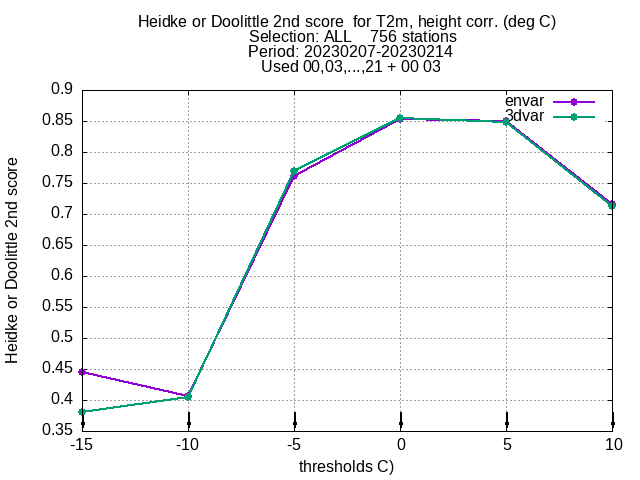 Heidke or Doolittle 2nd score  for T2m, height corr. (deg C)
Selection: ALL    756 stations
Period: 20230207-20230214
Used 00,03,...,21 + 00 03
envar
3dvar
Heidke or Doolittle 2nd score
0.9
0.85
0.8
0.75
0.7
0.65
0.6
0.55
0.5
0.45
0.4
0.35
-15 -10 -5 0 5 10
thresholds C)